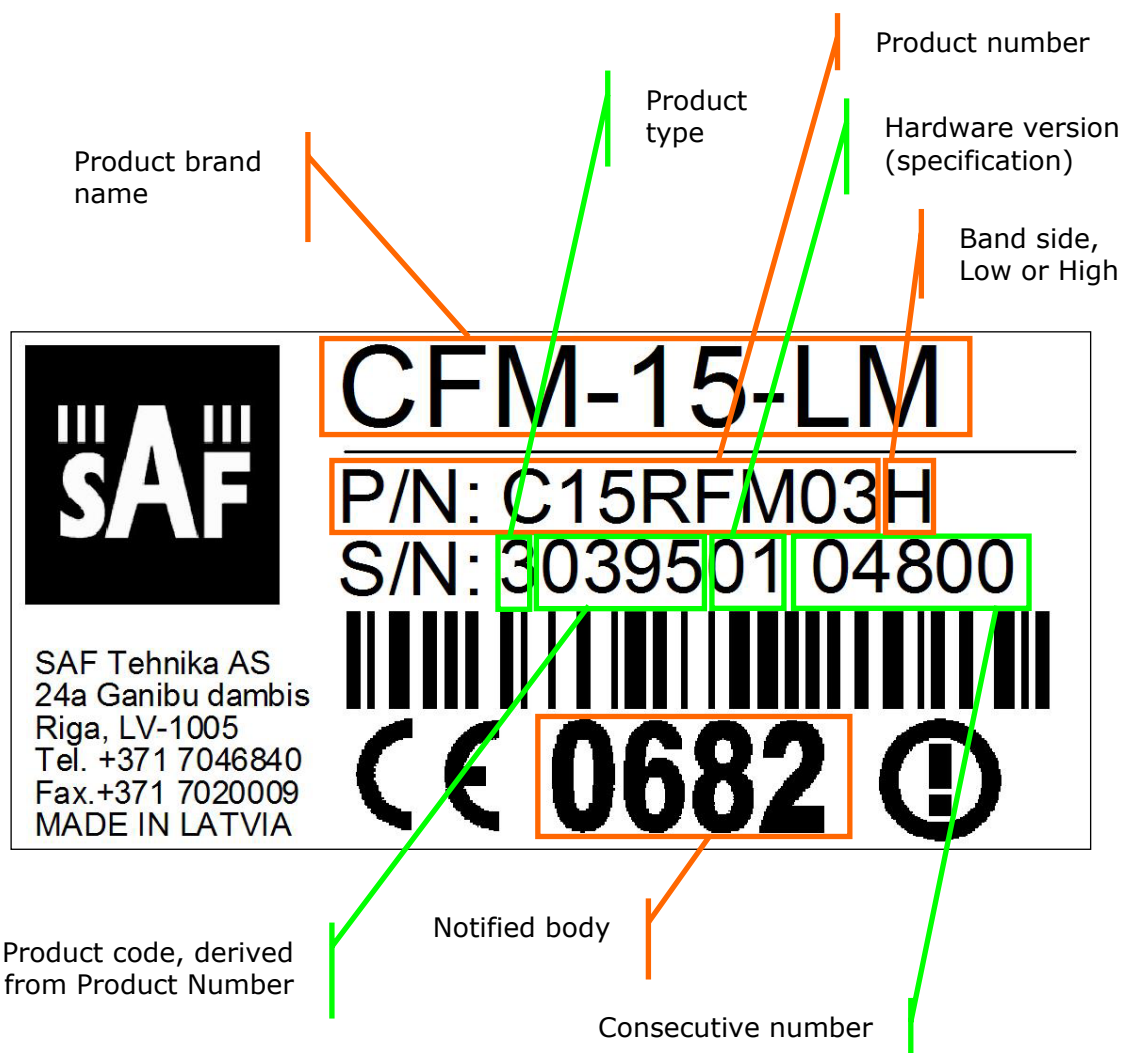 Product number
Product
type
Hardware version
(specification)
Product brand
name
Band side,
Low or High
SAF
CFM-15-LM
P/N: C15RFM03H
S/N: 303950104800
SAF Tehnika AS
24a Ganibu dambis
Riga, LV-1005
Tel. +371 7046840
Fax.+371 7020009
MADE IN LATVIA
CE 0682
Notified body
Product code, derived
from Product Number
Consecutive number